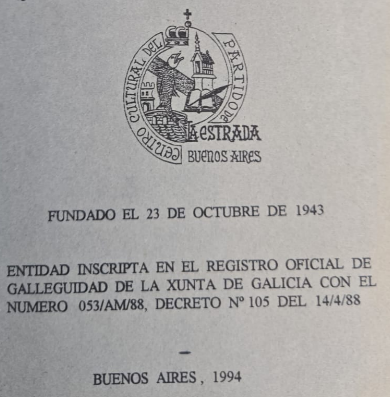 CENTRO CULTURAL DEL PARTIDO DE
LA ESTRADA
BUENOS AIRES
FUNDADO EL 23 DE OCTUBRE DE 1943
ENTIDAD INSCRIPTA EN EL REGISTRO OFICIAL DE
GALLEGUIDAD DE LA XUNTA DE GALICIA CON EL
NUMERO 053/AM/88, DECRETO Nº 105 DEL 14/4/88
BUENOS AIRES, 1994